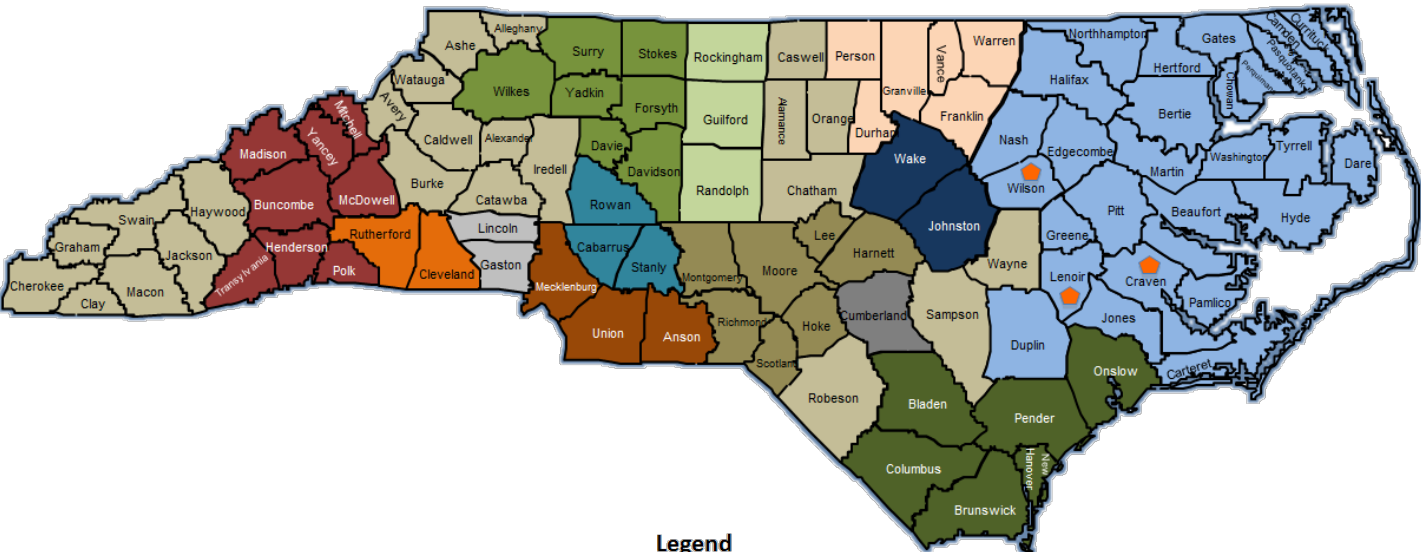 Alleghany
Ashe
Surry
Stokes
Rockingham
Caswell
Person
Vance
Warren
Northhampton
Gates
Camden
Currituck
Pasquotank
Perquimans
Hertford
Halifax
Chowan
Watauga
Wilkes
Yadkin
Forsyth
Guilford
Alamance
Orange
Durham
Granville
Franklin
Bertie
Avery
Mitchell
Yancey
Madison
Caldwell
Alexander
Iredell
Davie
Davidson
Randolph
Chatham
Wake
Nash
Edgecombe
Martin
Washington
Tyrrell
Dare
McDowell
Burke
Catawba
Rowan
Buncombe
Haywood
Swain
Graham
Jackson
Cherokee
Clay
Macon
Transylvania
Henderson
Polk
Rutherford
Cleveland
Lincoln
Gaston
Mecklenburg
Cabarrus
Stanly
Montgomery
Moore
Lee
Harnett
Johnston
Wilson
Greene
Pitt
Beaufort
Hyde
Wayne
Lenoir
Craven
Pamlico
Jones
Carteret
Union
Anson
Richmond
Scotland
Hoke
Cumberland
Sampson
Duplin
Onslow
Robeson
Bladen
Pender
Columbus
Brunswick
New
Hanover
Legend